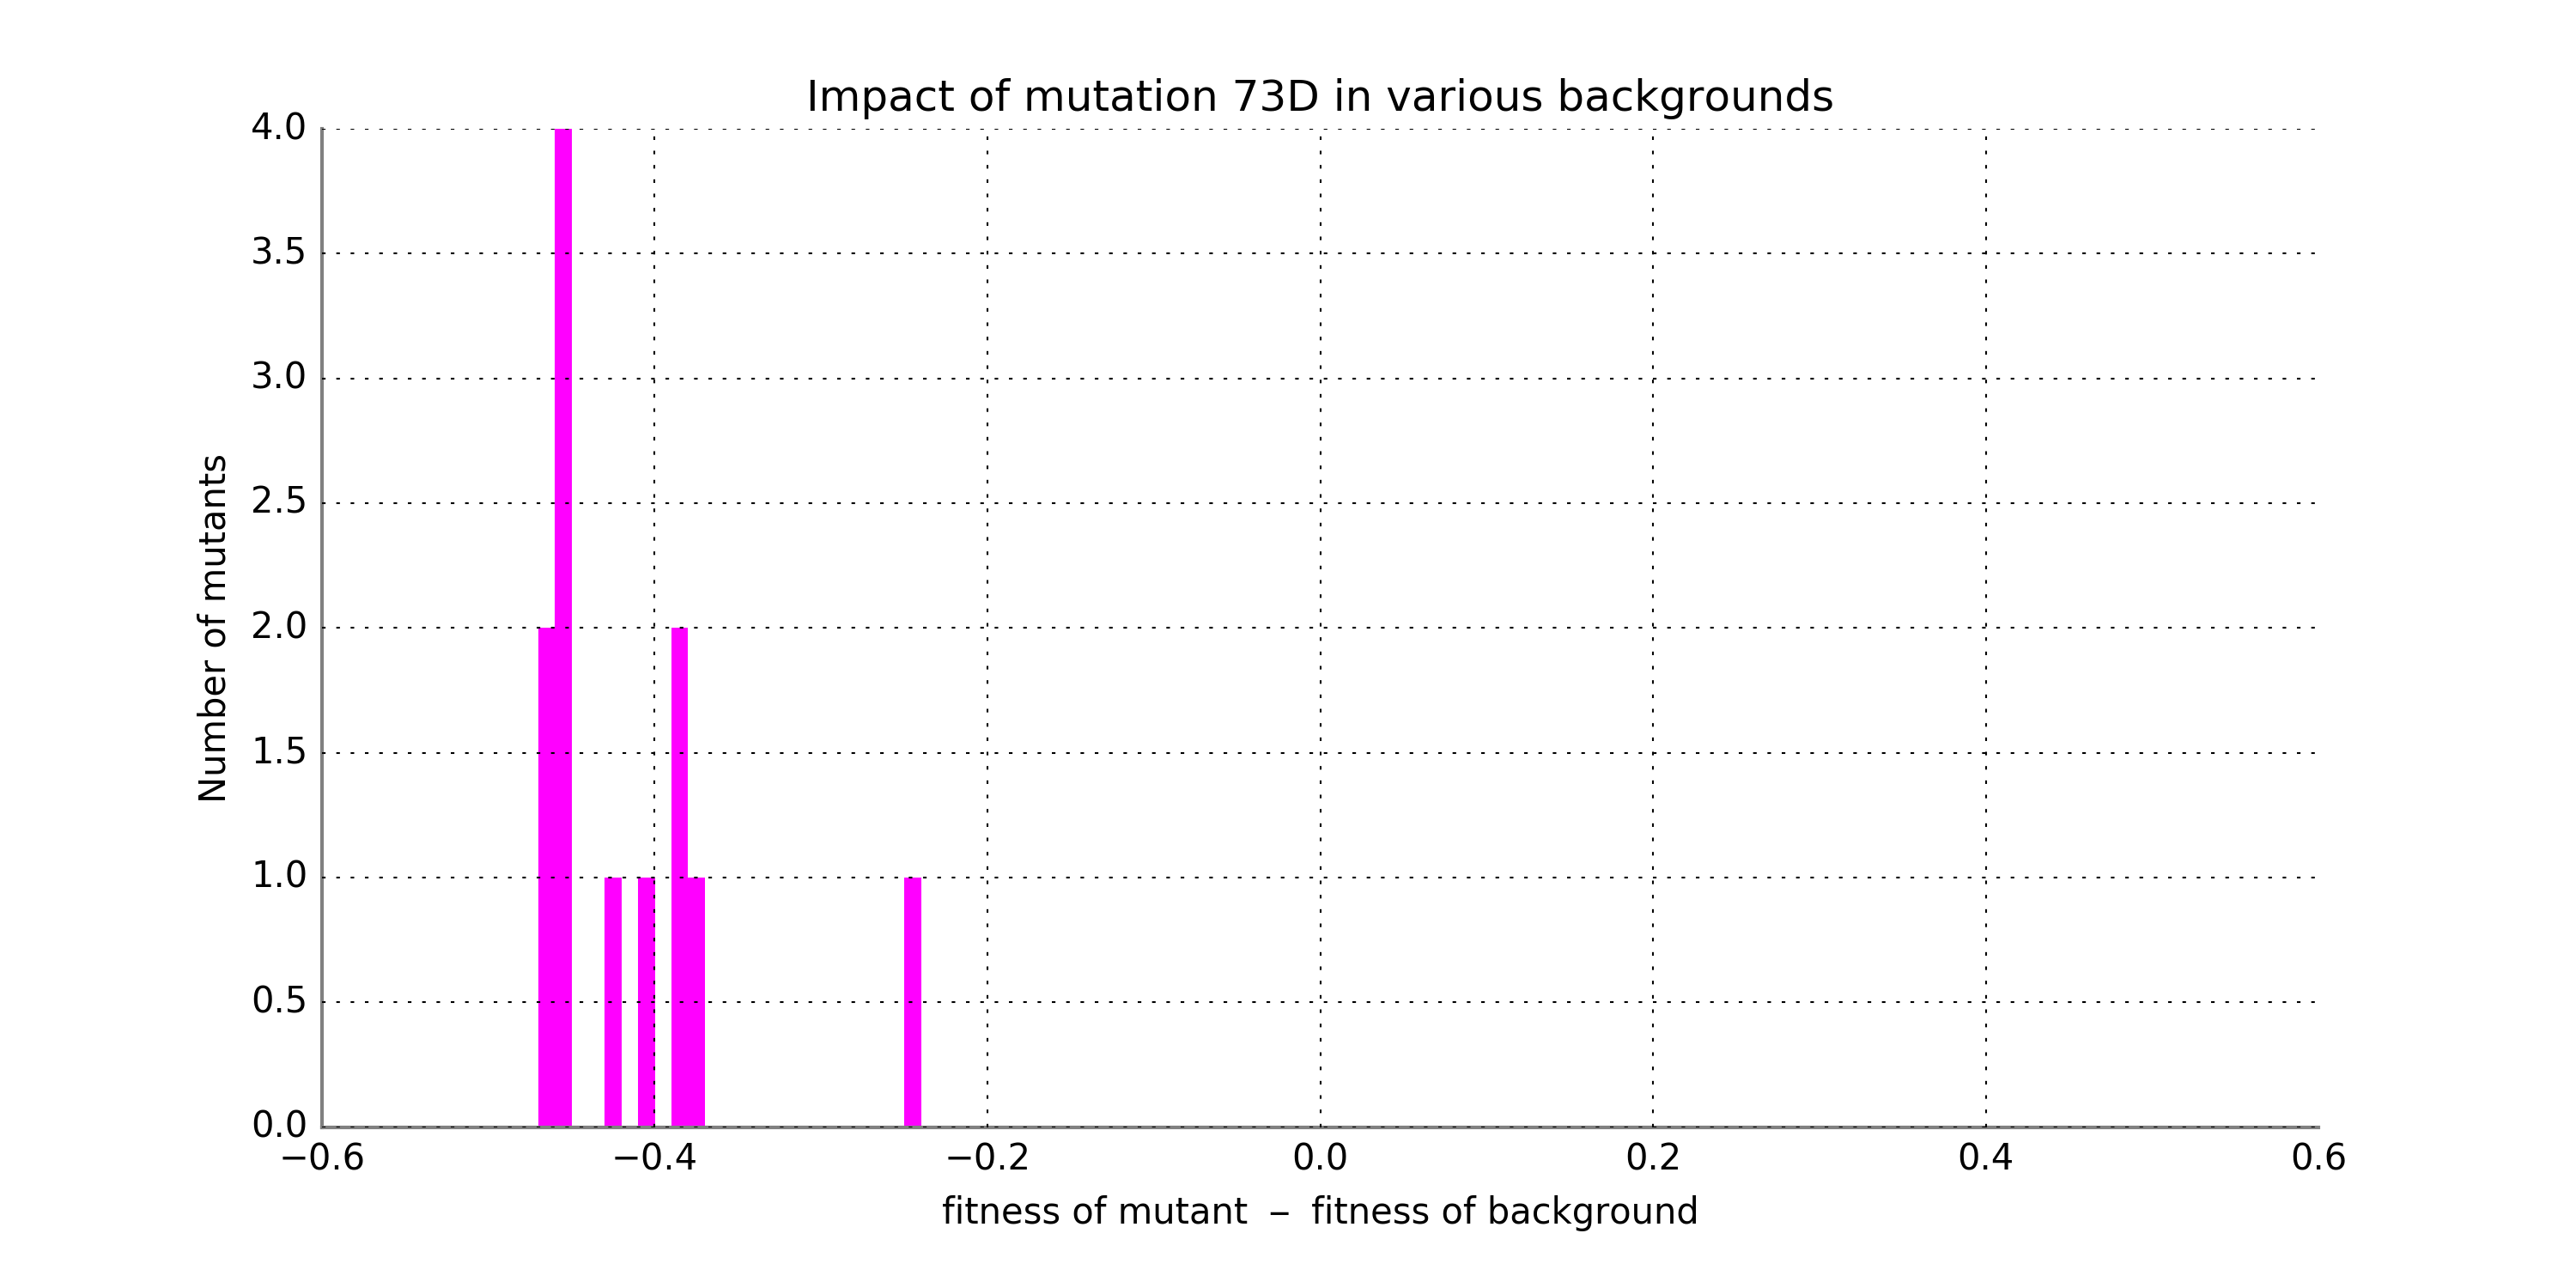 Impact of mutation 73D in various backgrounds
4.0
3.5
3.0
2.5
2.0
1.5
1.0
0.5
0.0
Number of mutants
−0.6 −0.4 −0.2 0.0 0.2 0.4 0.6
fitness of mutant − fitness of background